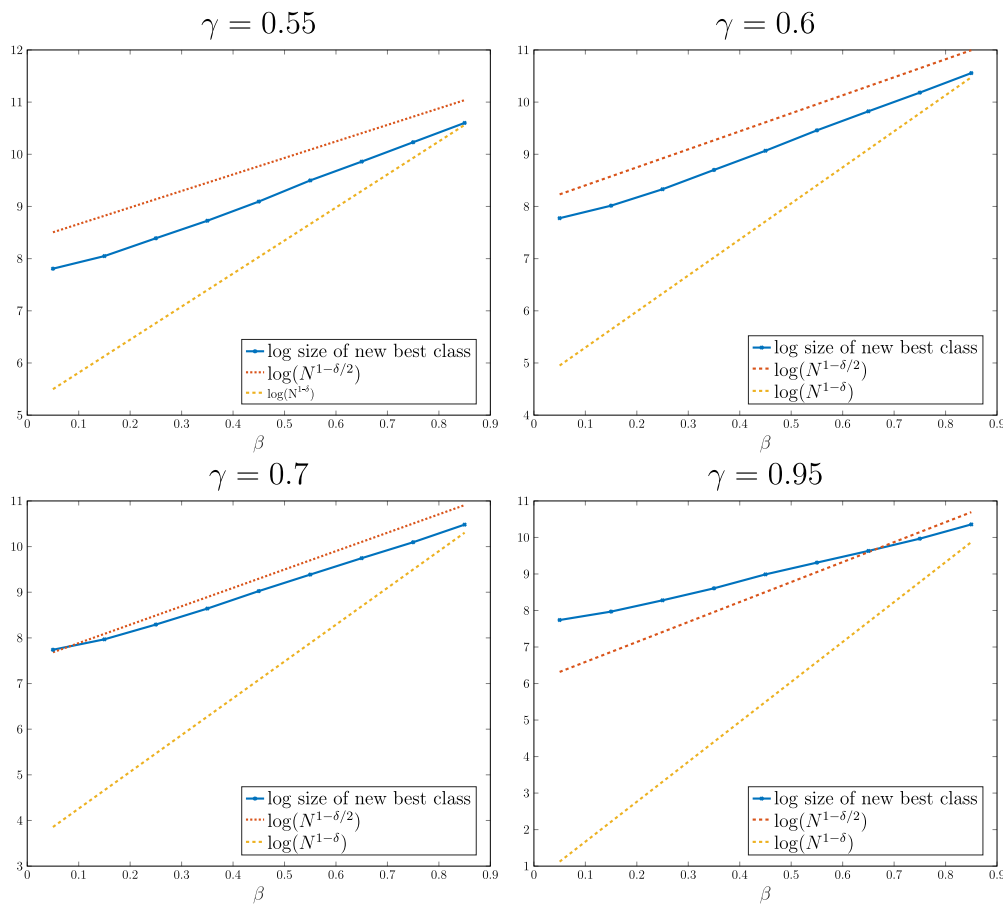 γ = 0.55
12
11
10
9
8
7
6
5
0 0.1 0.2 0.3 0.4 0.5 0.6 0.7 0.8 0.9
β
log size of new best class
log(N^{1−δ/2})
log(N^{1-δ})
γ = 0.6
11
10
9
8
7
6
5
4
0 0.1 0.2 0.3 0.4 0.5 0.6 0.7 0.8 0.9
β
log size of new best class
log(N^{1−δ/2})
log(N^{1−δ})
γ = 0.7
11
10
9
8
7
6
5
4
3
0 0.1 0.2 0.3 0.4 0.5 0.6 0.7 0.8 0.9
β
log size of new best class
log(N^{1−δ/2})
log(N^{1−δ})
γ = 0.95
11
10
9
8
7
6
5
4
3
2
1
0 0.1 0.2 0.3 0.4 0.5 0.6 0.7 0.8 0.9
β
log size of new best class
log(N^{1−δ/2})
log(N^{1−δ})